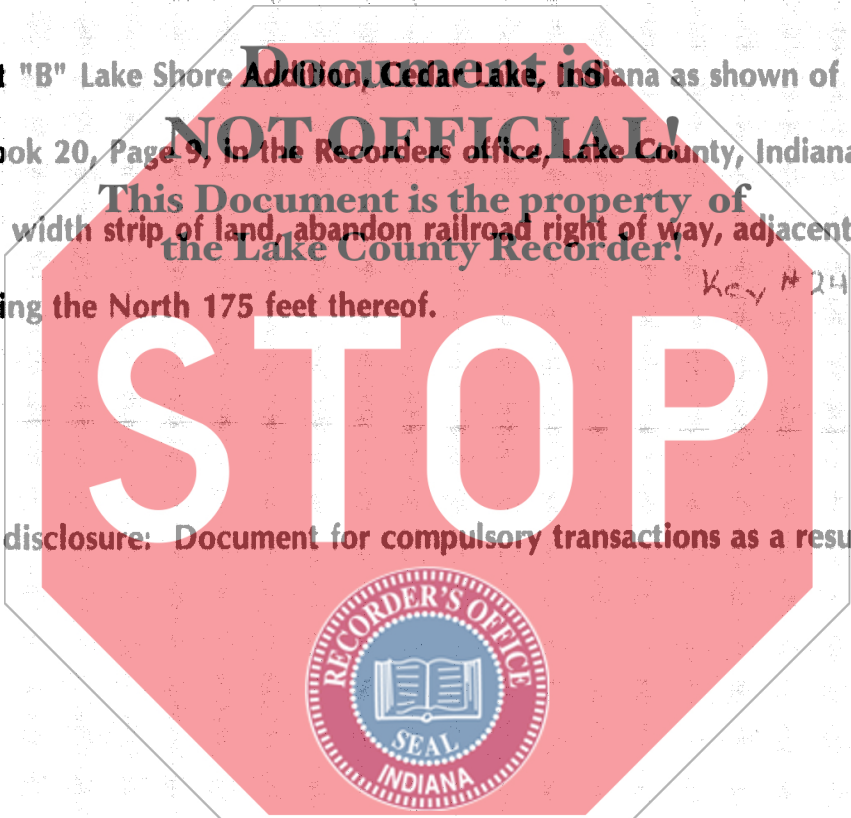 Document is
t "B" Lake Shore Addition, Cedar Lake, Indiana as shown of
NOT OFFICIAL!
ook 20, Page 9, in the Recorders office, Lake County, Indiana
This Document is the property of
width strip of land, abandon railroad right of way, adjacent
the Lake County Recorder!
Key # 24
ing the North 175 feet thereof.
STOP
disclosure: Document for compulsory transactions as a resu
RECORDER'S OFFICE
SEAL
INDIANA